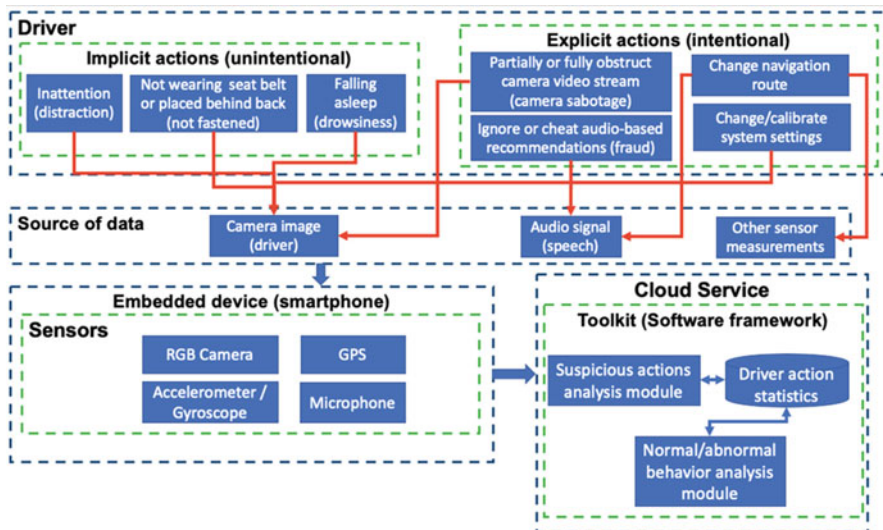 Driver
Implicit actions (unintentional)
Inattention
(distraction)
Not wearing seat belt
or placed behind back
(not fastened)
Falling
asleep
(drowsiness)
Explicit actions (intentional)
Partially or fully obstruct
camera video stream
(camera sabotage)
Ignore or cheat audio-based
recommendations (fraud)
Change navigation
route
Change/calibrate
system settings
Source of data
Camera image
(driver)
Audio signal
(speech)
Other sensor
measurements
Embedded device (smartphone)
Sensors
RGB Camera
GPS
Accelerometer /
Gyroscope
Microphone
Cloud Service
Toolkit (Software framework)
Suspicious actions
analysis module
Driver action
statistics
Normal/abnormal
behavior analysis
module